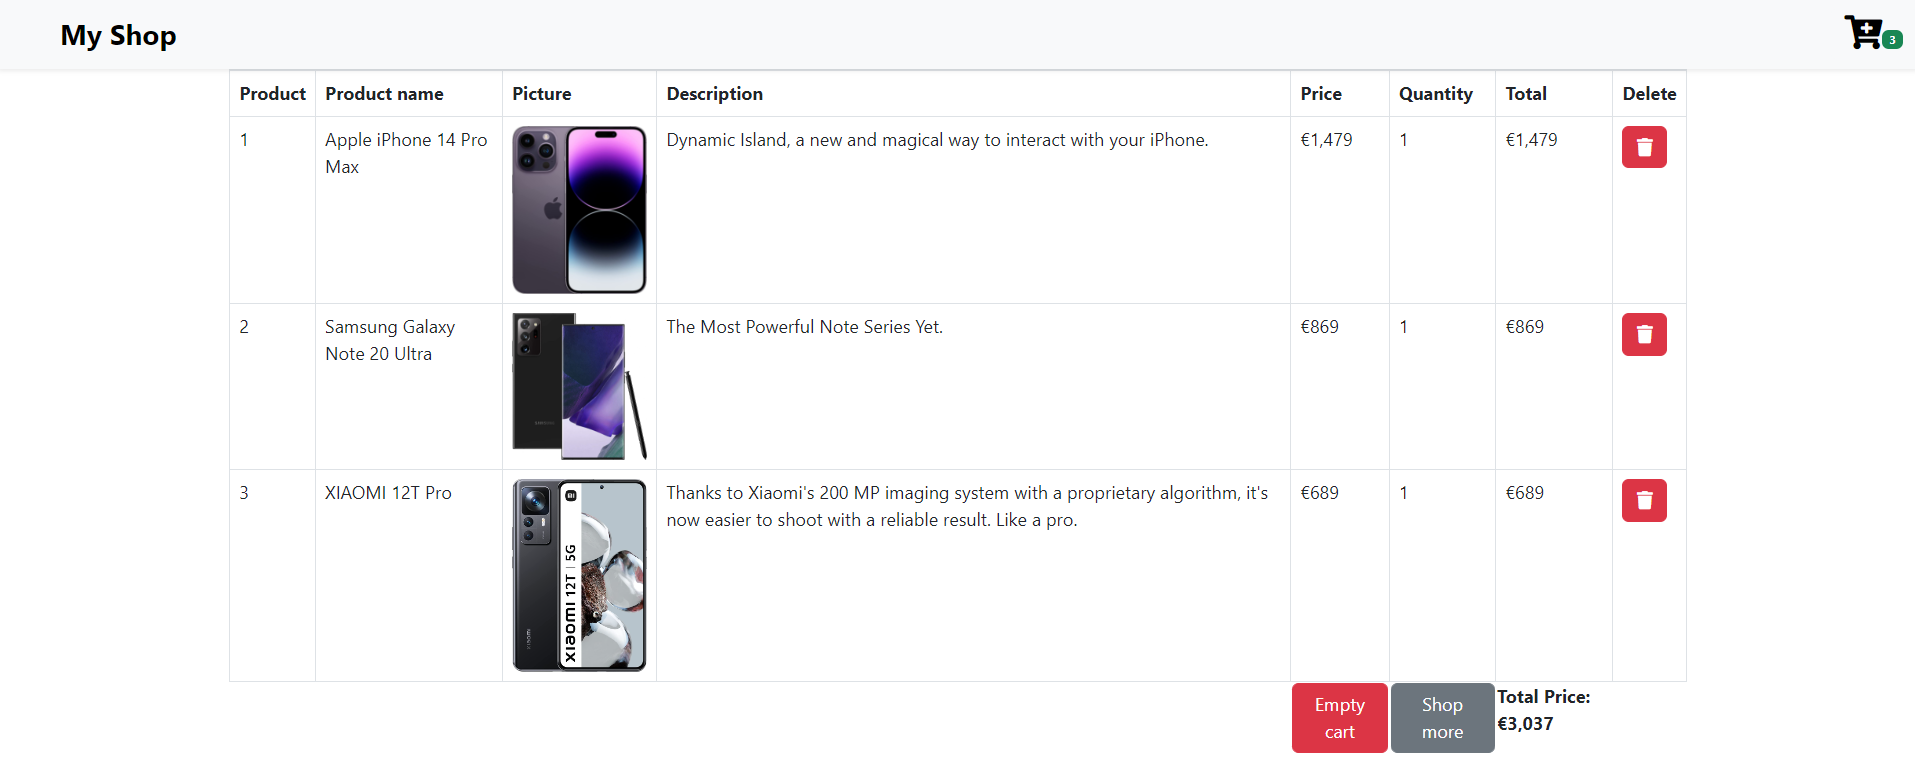 My Shop
3
Product Product name Picture Description Price Quantity Total Delete
1 Apple iPhone 14 Pro Dynamic Island, a new and magical way to interact with your iPhone. €1,479 1 €1,479
Max
2 Samsung Galaxy The Most Powerful Note Series Yet. €869 1 €869
Note 20 Ultra
SAMSUNG
3 XIAOMI 12T Pro Thanks to Xiaomi's 200 MP imaging system with a proprietary algorithm, it's €689 1 €689
now easier to shoot with a reliable result. Like a pro.
xiaomi
xiaomi 12T | 5G
Empty Shop Total Price:
cart more €3,037